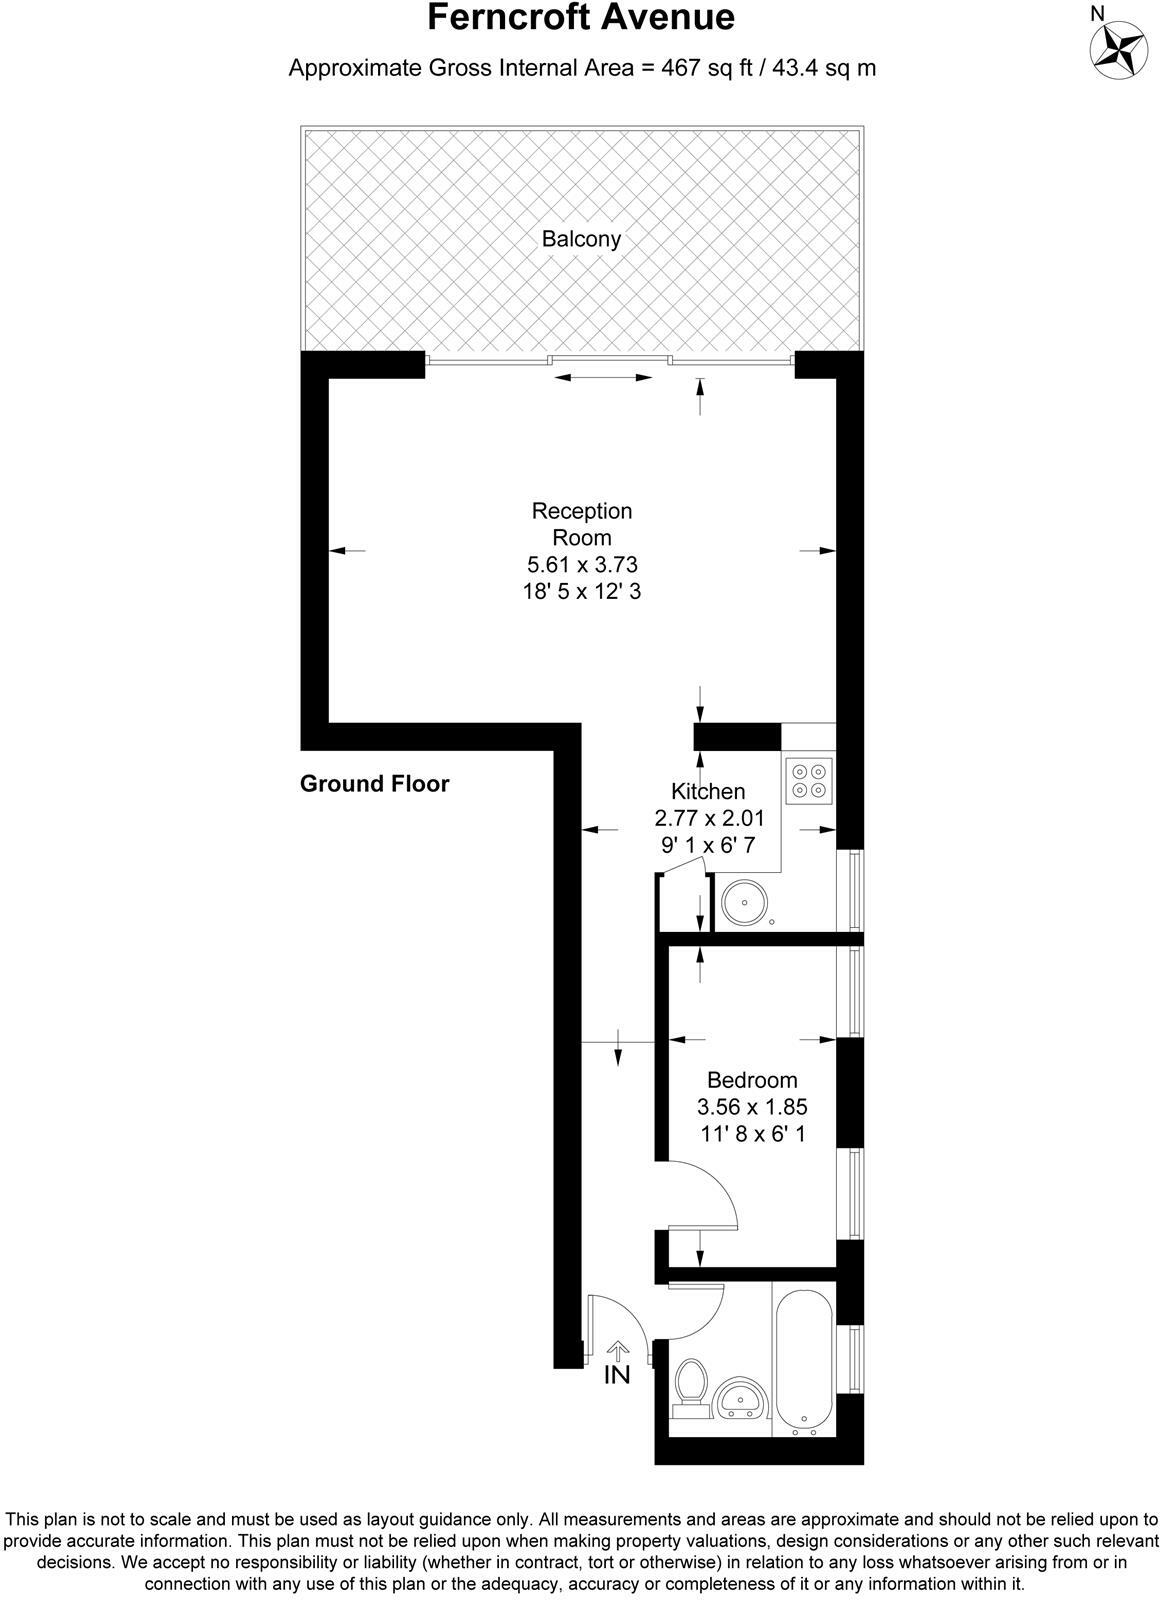 Ferncroft Avenue
N
Approximate Gross Internal Area = 467 sq ft / 43.4 sq m
Balcony
Reception
Room
5.61 x 3.73
18' 5 x 12' 3
Ground Floor
Kitchen
2.77 x 2.01
9' 1 x 6' 7
Bedroom
3.56 x 1.85
11' 8 x 6' 1
IN
This plan is not to scale and must be used as layout guidance only. All measurements and areas are approximate and should not be relied upon to
provide accurate information. This plan must not be relied upon when making property valuations, design considerations or any other such relevant
decisions. We accept no responsibility or liability (whether in contract, tort or otherwise) in relation to any loss whatsoever arising from or in
connection with any use of this plan or the adequacy, accuracy or completeness of it or any information within it.